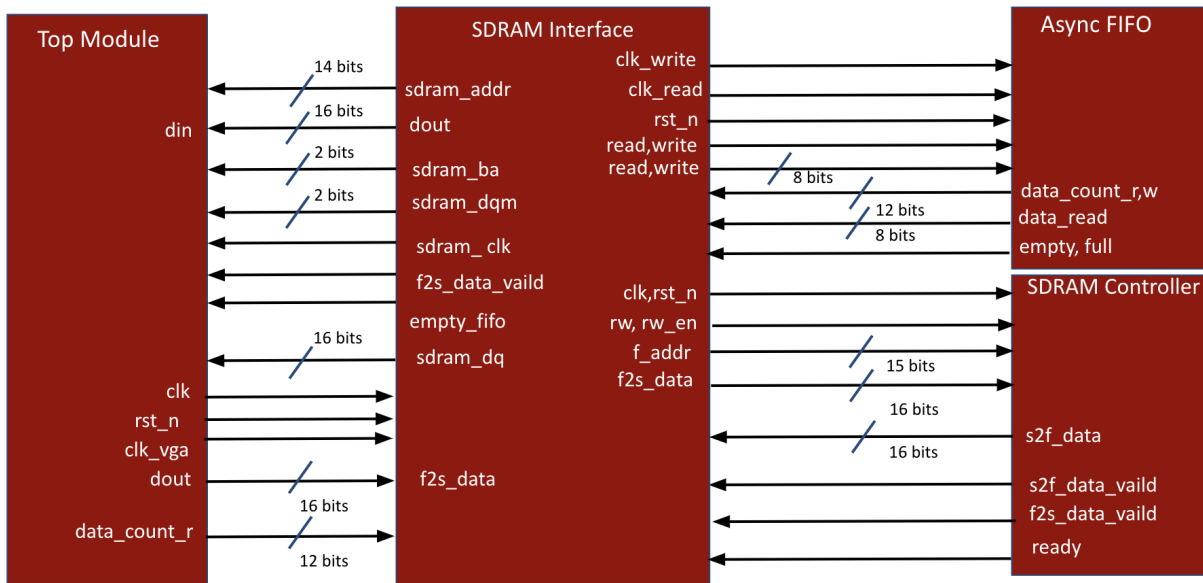 Top Module
SDRAM Interface
Async FIFO
14 bits
sdram_addr
16 bits
din
dout
2 bits
sdram_ba
2 bits
sdram_dqm
sdram_ clk
f2s_data_vaild
empty_fifo
16 bits
sdram_dq
clk
rst_n
clk_vga
dout
f2s_data
16 bits
data_count_r
12 bits
clk_write
clk_read
rst_n
read,write
read,write
8 bits
data_count_r,w
12 bits
data_read
8 bits
empty, full
SDRAM Controller
clk,rst_n
rw, rw_en
f_addr
15 bits
f2s_data
16 bits
s2f_data
16 bits
s2f_data_vaild
f2s_data_vaild
ready